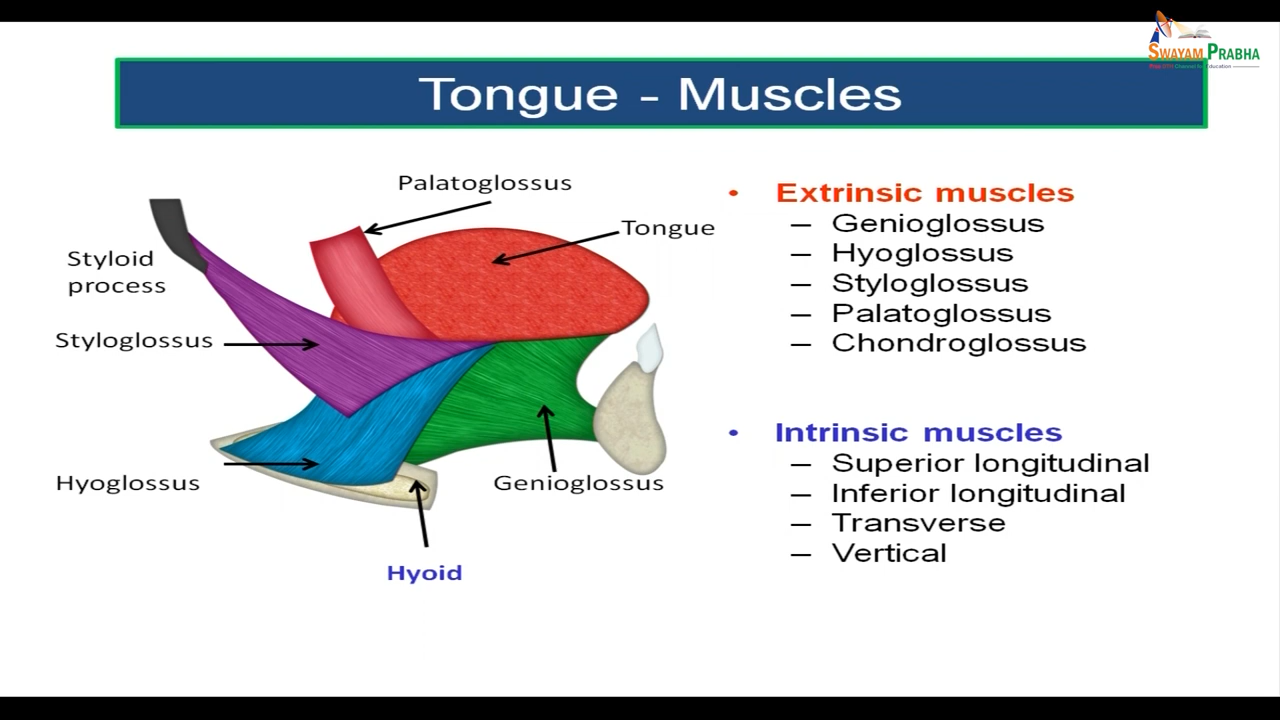 SWAYAM PRABHA
Tongue - Muscles
Palatoglossus
Tongue
Styloid
process
Styloglossus
Hyoglossus
Genioglossus
Hyoid
• Extrinsic muscles
– Genioglossus
– Hyoglossus
– Styloglossus
– Palatoglossus
– Chondroglossus
• Intrinsic muscles
– Superior longitudinal
– Inferior longitudinal
– Transverse
– Vertical